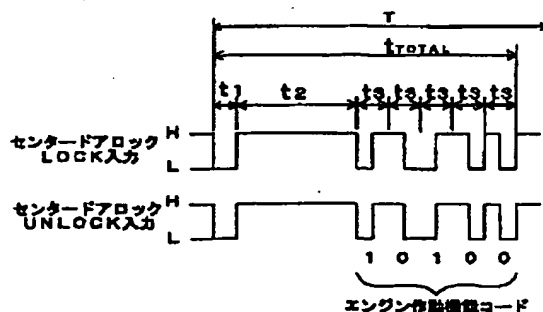 T
tTOTAL
t1 t2 t3 t3 t3 t3 t3
センタードアロック H
LOCK入力 L
センタードアロック H
UNLOCK入力 L
1 0 1 0 0
エンジン作動機能コード